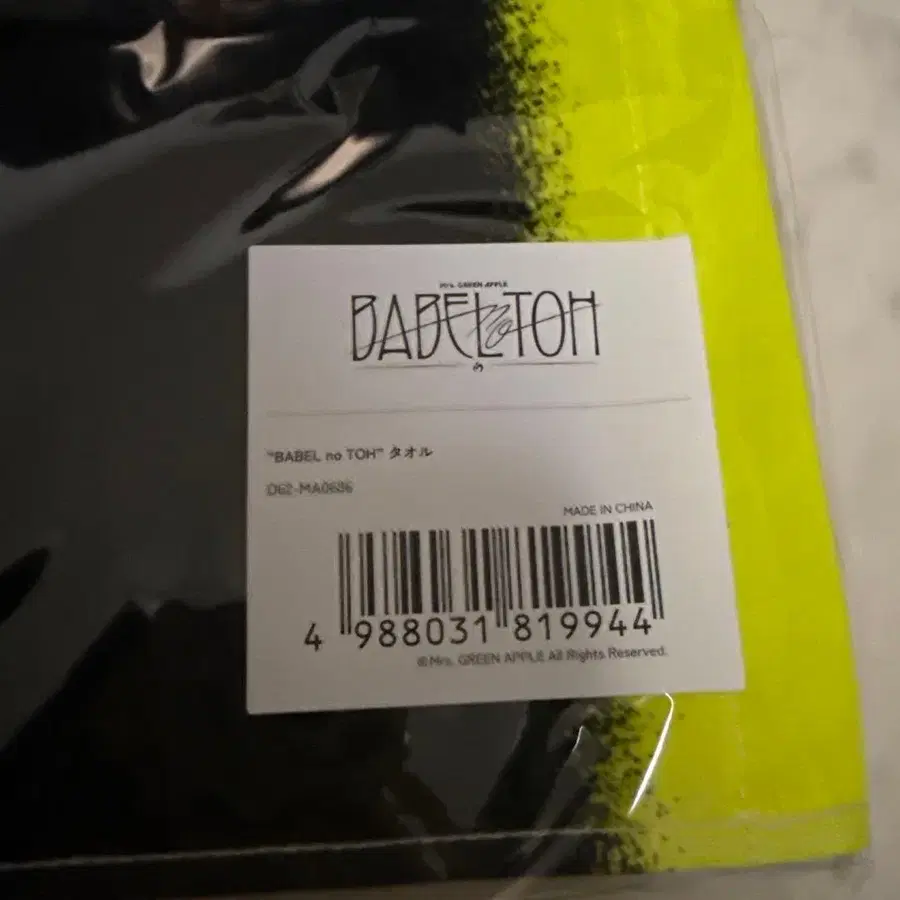 Mrs. GREEN APPLE
BABEL no TOH
"BABEL no TOH" タオル
D62-MA0686
MADE IN CHINA
4 988031 819944
©Mrs. GREEN APPLE All Rights Reserved.